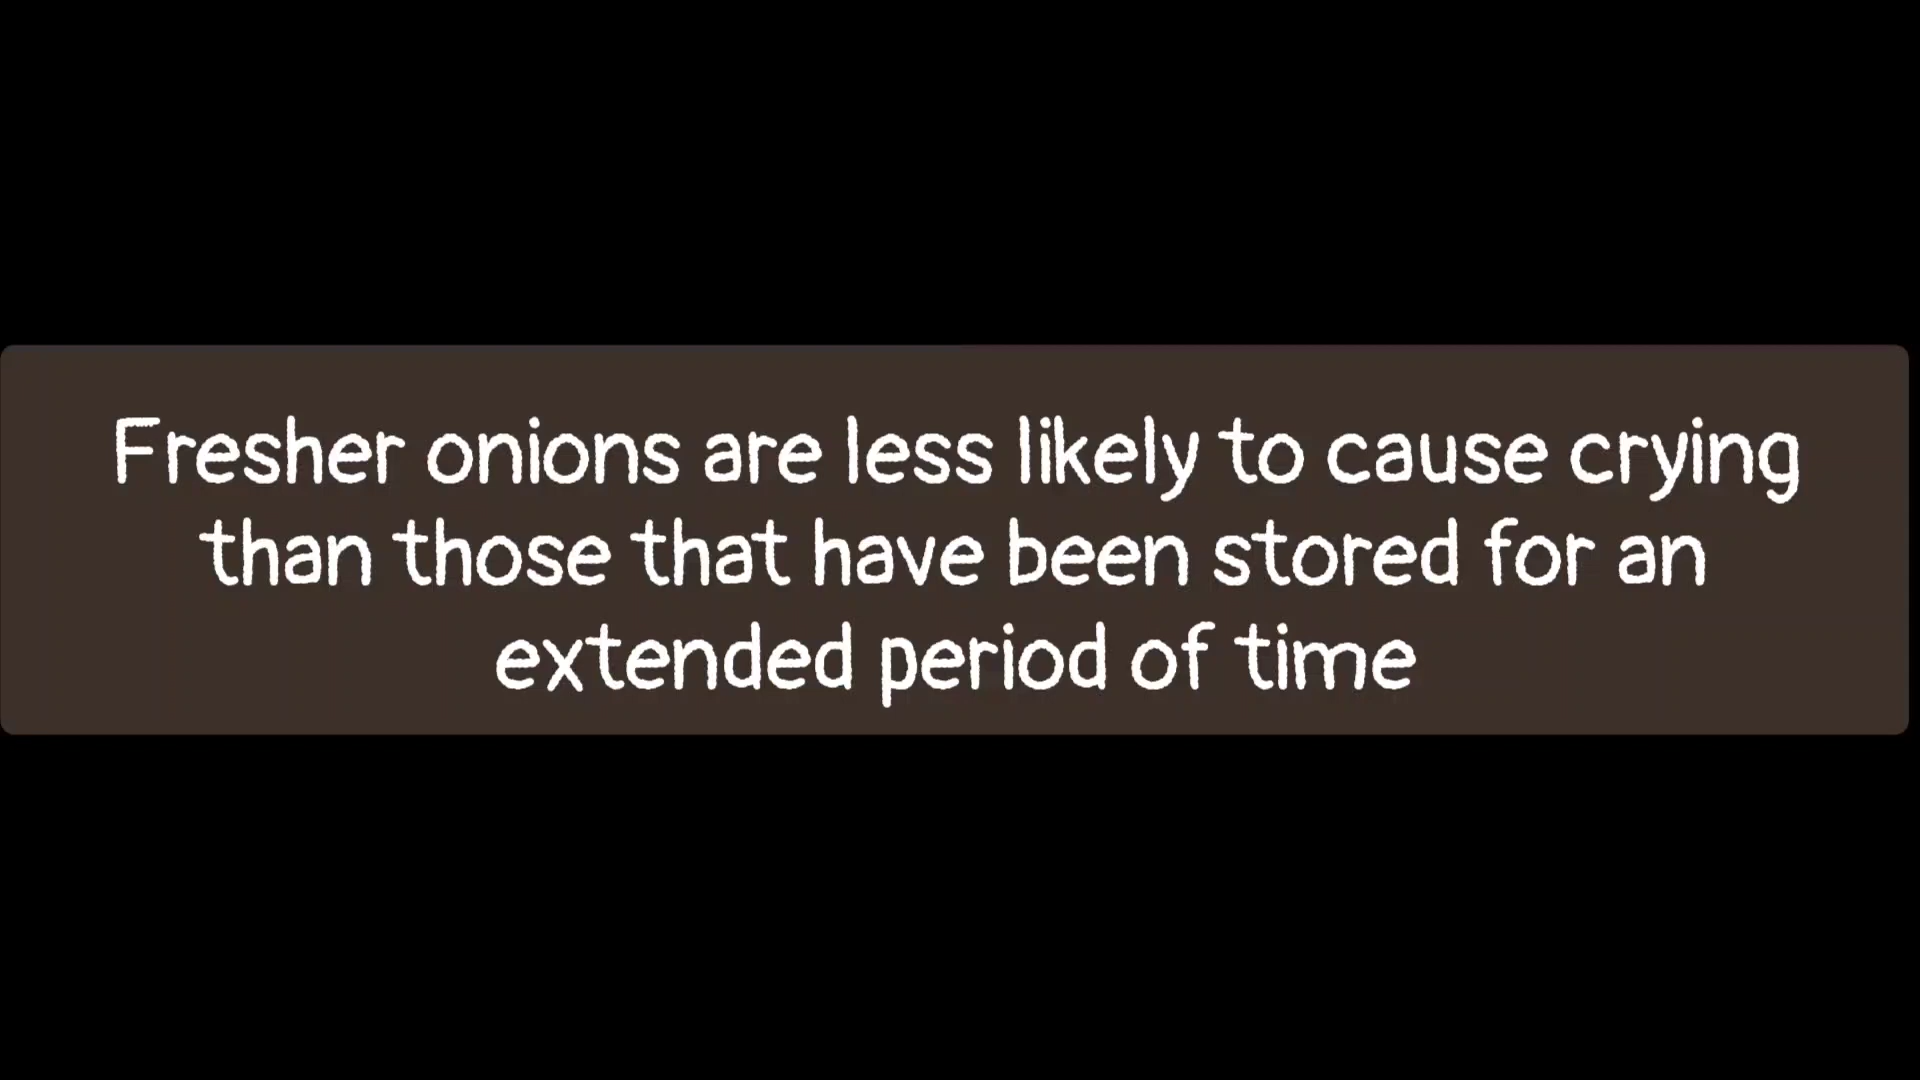 Fresher onions are less likely to cause crying
than those that have been stored for an
extended period of time